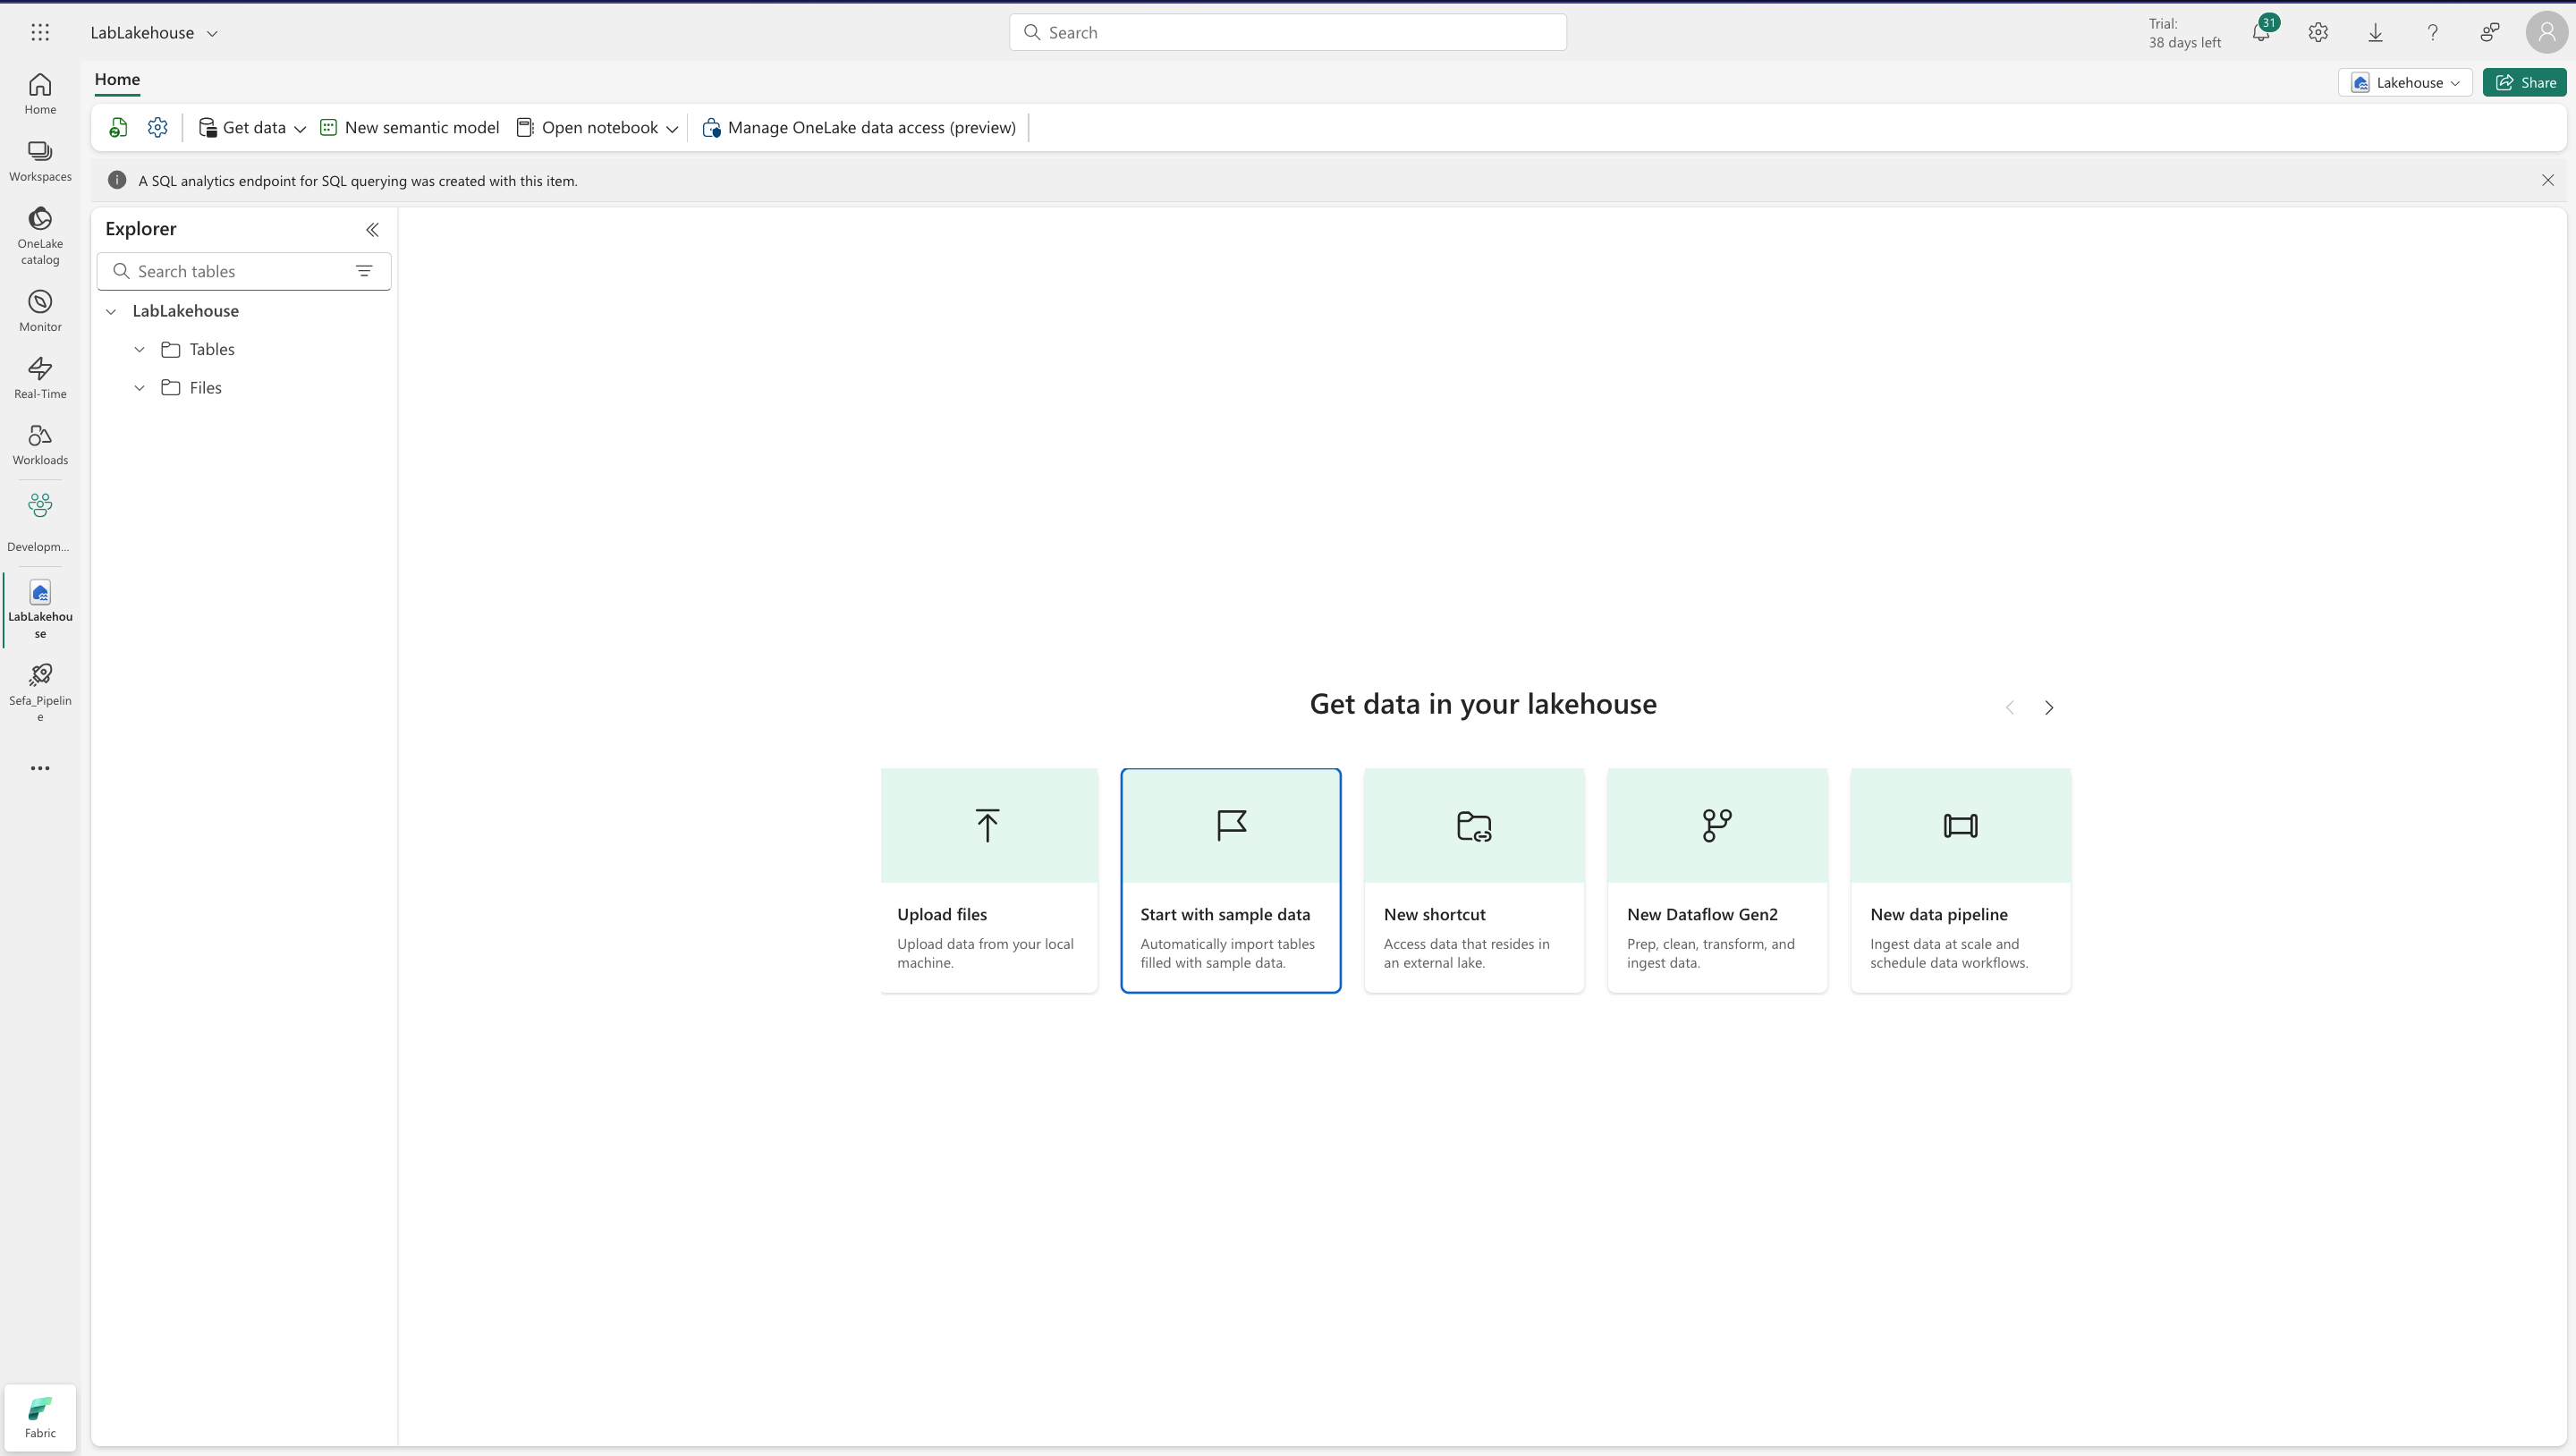 LabLakehouse
Search
Trial:
38 days left
31
Home
Workspaces
OneLake
catalog
Monitor
Real-Time
Workloads
Developm...
LabLakehou
se
Sefa_Pipelin
e
Fabric
Home
Lakehouse
Share
Get data
New semantic model
Open notebook
Manage OneLake data access (preview)
A SQL analytics endpoint for SQL querying was created with this item.
Explorer
Search tables
LabLakehouse
Tables
Files
Get data in your lakehouse
Upload files
Upload data from your local
machine.
Start with sample data
Automatically import tables
filled with sample data.
New shortcut
Access data that resides in
an external lake.
New Dataflow Gen2
Prep, clean, transform, and
ingest data.
New data pipeline
Ingest data at scale and
schedule data workflows.